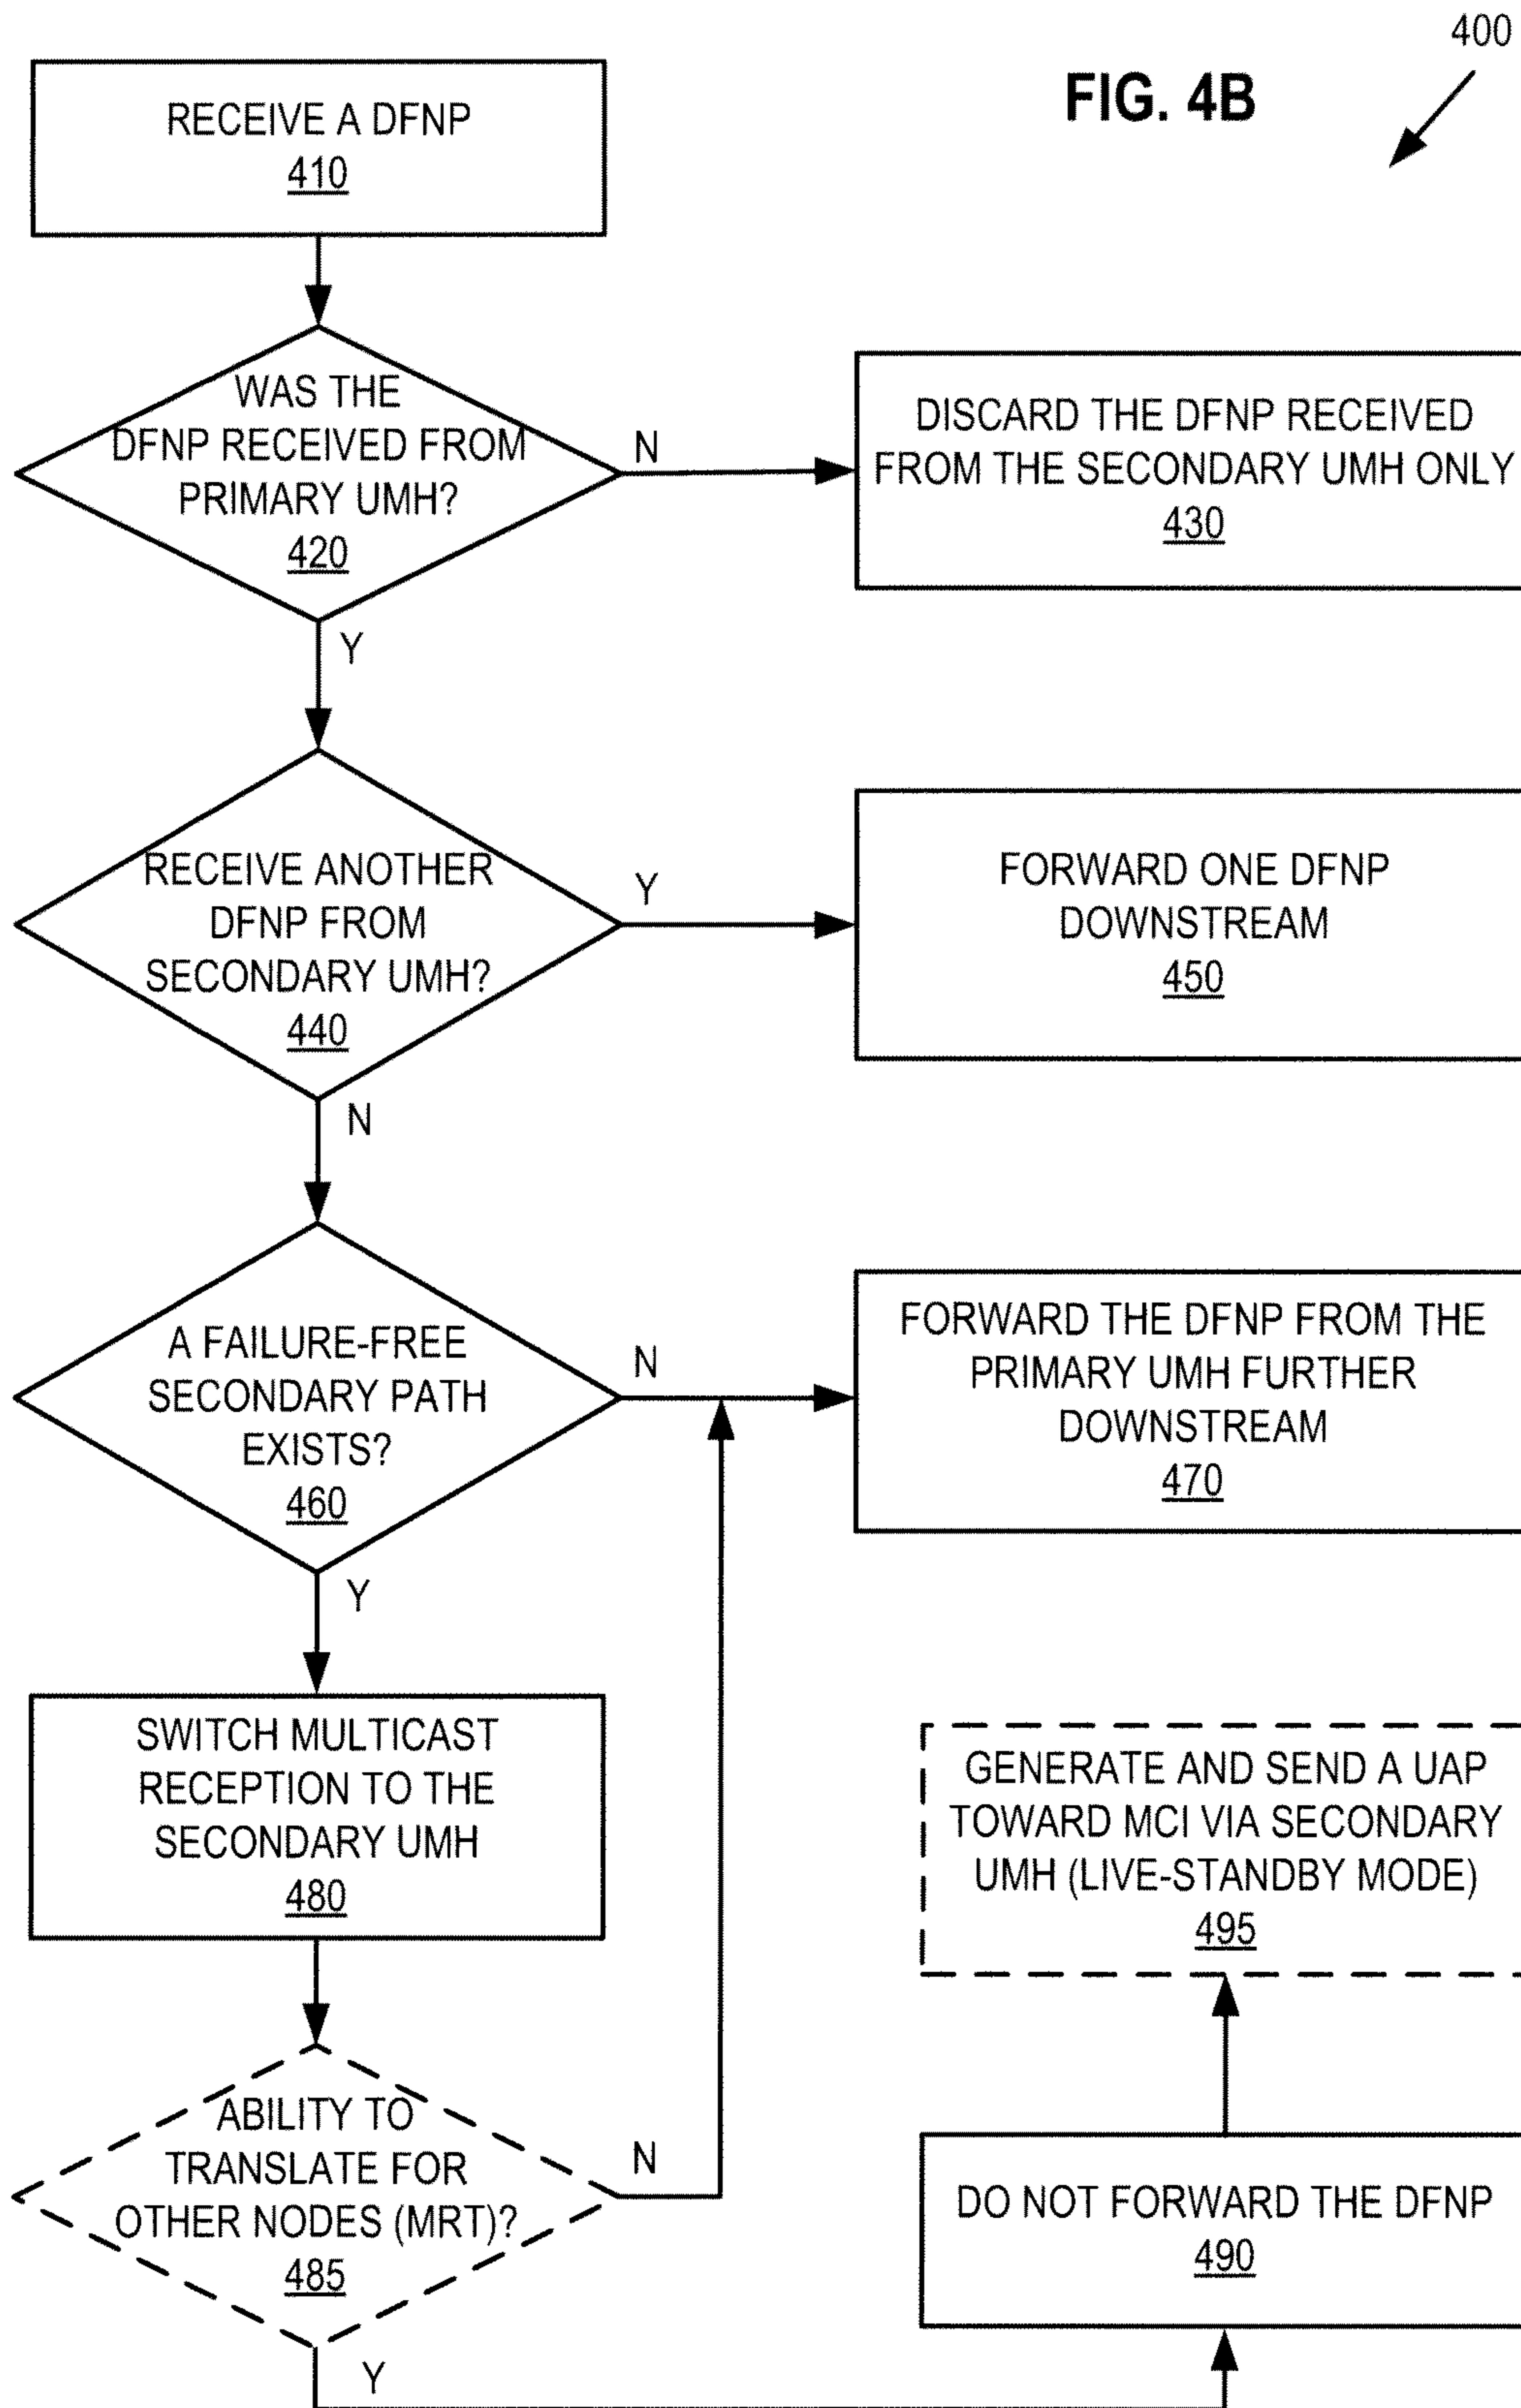 400
FIG. 4B
RECEIVE A DFNP
410
WAS THE
DFNP RECEIVED FROM
PRIMARY UMH?
420
N
DISCARD THE DFNP RECEIVED
FROM THE SECONDARY UMH ONLY
430
Y
RECEIVE ANOTHER
DFNP FROM
SECONDARY UMH?
440
Y
FORWARD ONE DFNP
DOWNSTREAM
450
N
A FAILURE-FREE
SECONDARY PATH
EXISTS?
460
N
FORWARD THE DFNP FROM THE
PRIMARY UMH FURTHER
DOWNSTREAM
470
Y
SWITCH MULTICAST
RECEPTION TO THE
SECONDARY UMH
480
GENERATE AND SEND A UAP
TOWARD MCI VIA SECONDARY
UMH (LIVE-STANDBY MODE)
495
ABILITY TO
TRANSLATE FOR
OTHER NODES (MRT)?
485
N
DO NOT FORWARD THE DFNP
490
Y